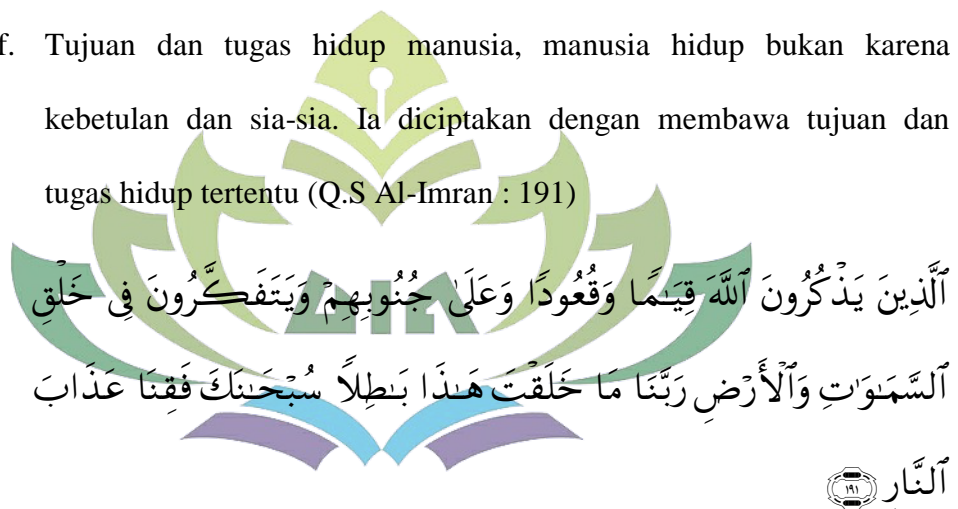 f. Tujuan dan tugas hidup manusia, manusia hidup bukan karena
kebetulan dan sia-sia. Ia diciptakan dengan membawa tujuan dan
tugas hidup tertentu (Q.S Al-Imran : 191)
ٱلَّذِينَ يَذْكُرُونَ ٱللَّهَ قِيَـٰمًا وَقُعُودًا وَعَلَىٰ جُنُوبِهِمْ وَيَتَفَكَّرُونَ فِى خَلْقِ
ٱلسَّمَـٰوَٰتِ وَٱلْأَرْضِ رَبَّنَا مَا خَلَقْتَ هَـٰذَا بَـٰطِلًا سُبْحَـٰنَكَ فَقِنَا عَذَابَ
ٱلنَّارِ ١٩١